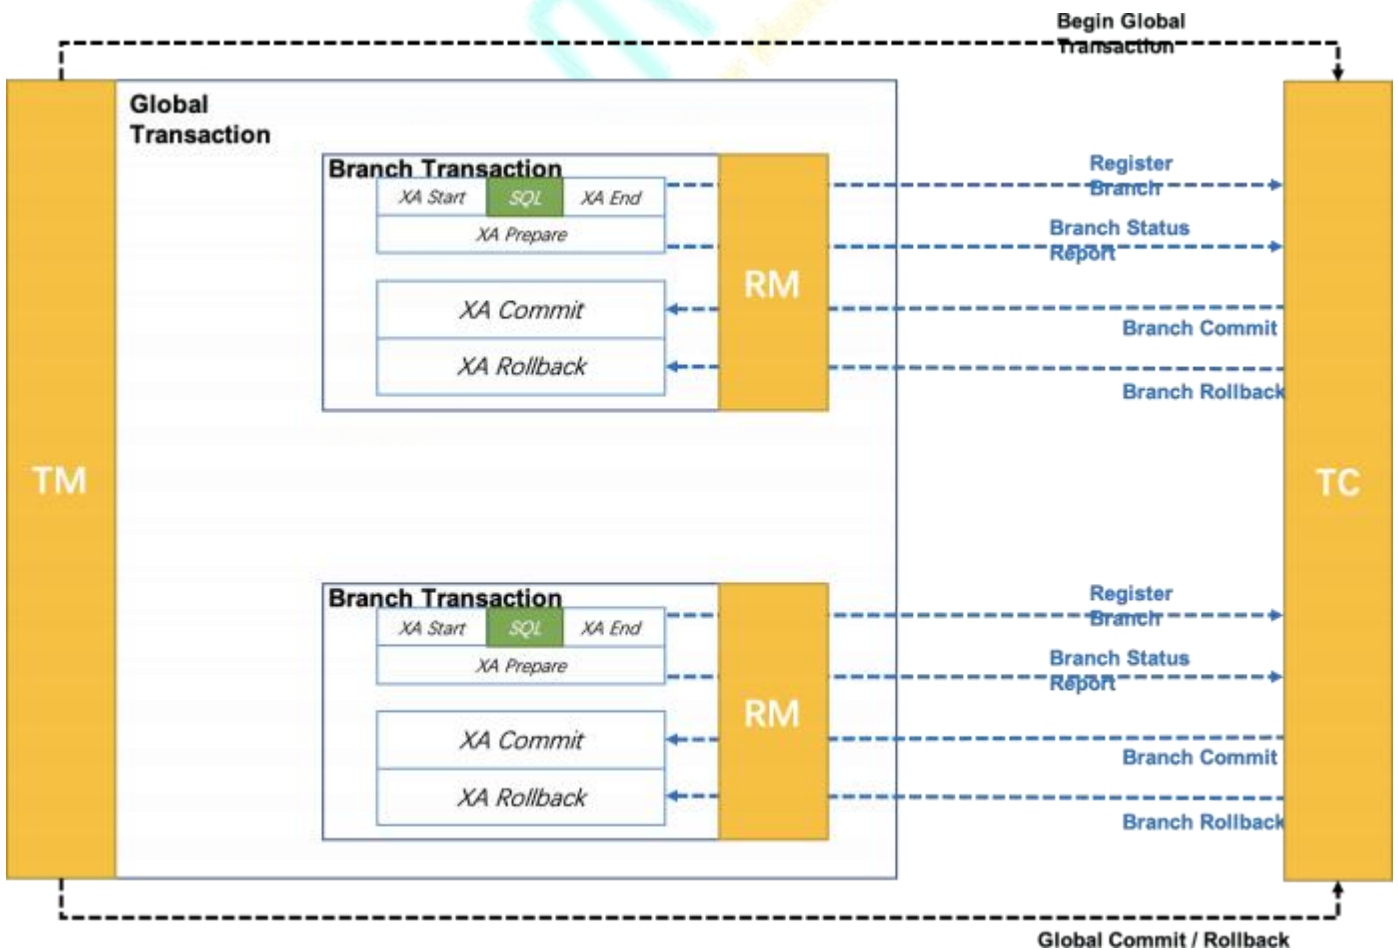 Begin Global
Transaction
Global
Transaction
Branch Transaction
XA Start SQL XA End
XA Prepare
XA Commit
XA Rollback
RM
Register
Branch
Branch Status
Report
Branch Commit
Branch Rollback
TM
TC
Branch Transaction
XA Start SQL XA End
XA Prepare
XA Commit
XA Rollback
RM
Register
Branch
Branch Status
Report
Branch Commit
Branch Rollback
Global Commit / Rollback